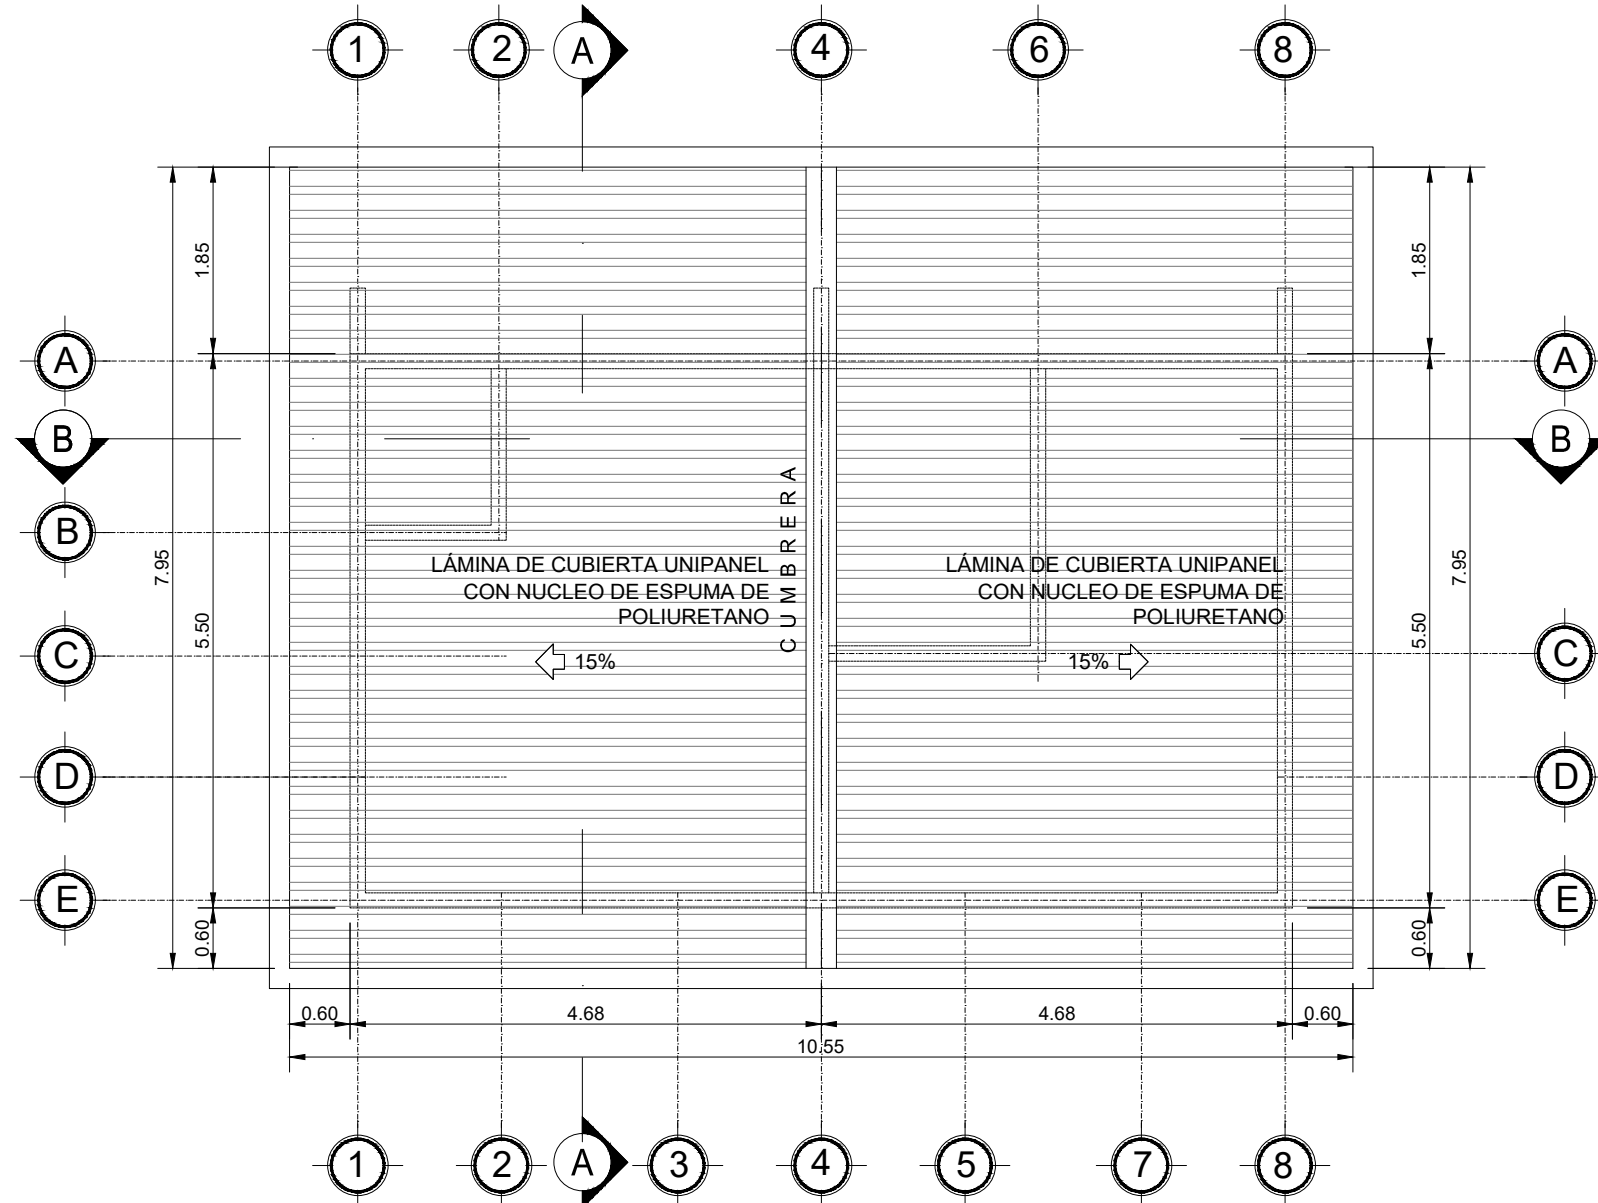 1
2
A
4
6
8
1.85
1.85
A
A
B
B
B
CUMBRERA
7.95
7.95
LÁMINA DE CUBIERTA UNIPANEL
CON NUCLEO DE ESPUMA DE
POLIURETANO
LÁMINA DE CUBIERTA UNIPANEL
CON NUCLEO DE ESPUMA DE
POLIURETANO
5.50
5.50
C
15%
15%
C
D
D
E
E
0.60
0.60
0.60
4.68
4.68
0.60
10.55
1
2
A
3
4
5
7
8